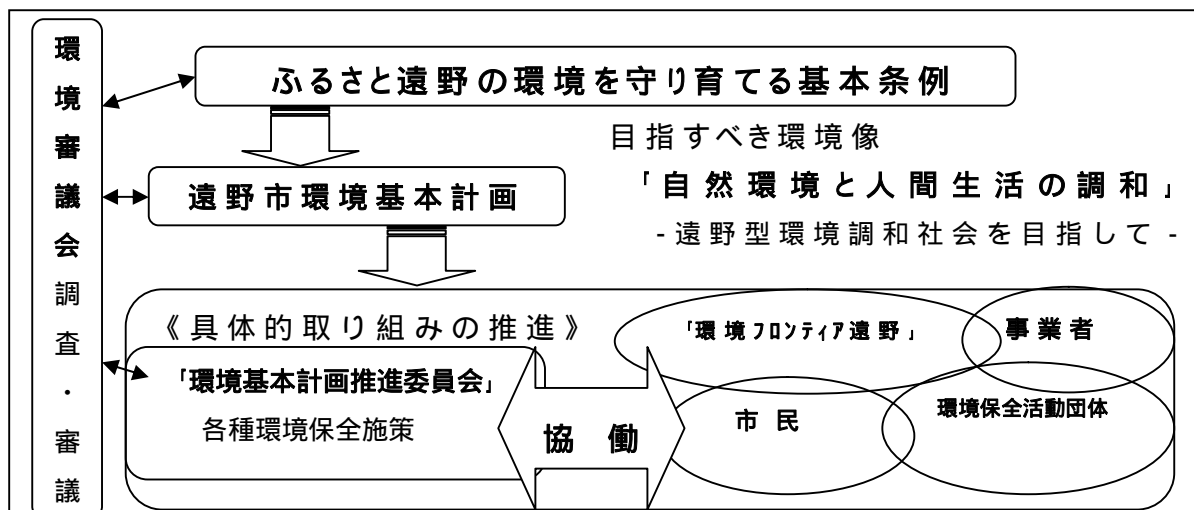 環境審議会調査・審議
ふるさと遠野の環境を守り育てる基本条例
目指すべき環境像
遠野市環境基本計画
「自然環境と人間生活の調和」
-遠野型環境調和社会を目指して-
《具体的取り組みの推進》
「環境フロンティア遠野」
事業者
「環境基本計画推進委員会」
各種環境保全施策
協働
市民
環境保全活動団体